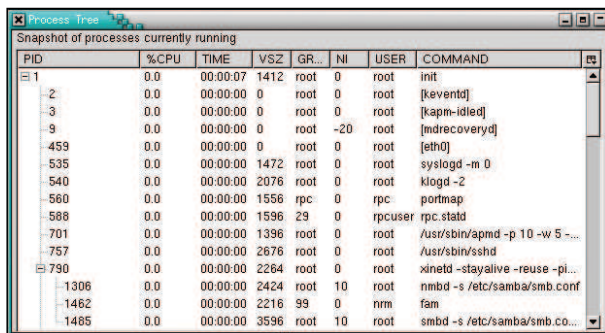 Process Tree
Snapshot of processes currently running
PID %CPU TIME VSZ GR... NI USER COMMAND
1 0.0 00:00:07 1412 root 0 root init
2 0.0 00:00:00 0 root 0 root [keventd]
3 0.0 00:00:00 0 root 0 root [kapm-idled]
9 0.0 00:00:00 0 root -20 root [mdrecoveryd]
459 0.0 00:00:00 0 root 0 root [eth0]
535 0.0 00:00:00 1472 root 0 root syslogd -m 0
540 0.0 00:00:00 2076 root 0 root klogd -2
560 0.0 00:00:00 1556 rpc 0 rpc portmap
588 0.0 00:00:00 1596 29 0 rpcuser rpc.statd
701 0.0 00:00:00 1396 root 0 root /usr/sbin/apmd -p 10 -w 5 -...
757 0.0 00:00:00 2676 root 0 root /usr/sbin/sshd
790 0.0 00:00:00 2264 root 0 root xinetd -stayalive -reuse -pi...
1306 0.0 00:00:00 2424 root 10 root nmbd -s /etc/samba/smb.conf
1462 0.0 00:00:00 2216 99 0 nrm fam
1485 0.0 00:00:00 3596 root 10 root smbd -s /etc/samba/smb.co...